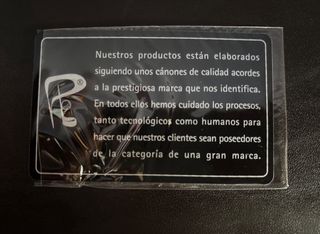 Nuestros productos están elaborados
siguiendo unos cánones de calidad acordes
a la prestigiosa marca que nos identifica.
En todos ellos hemos cuidado los procesos,
tanto tecnológicos como humanos para
hacer que nuestros clientes sean poseedores
de la categoría de una gran marca.